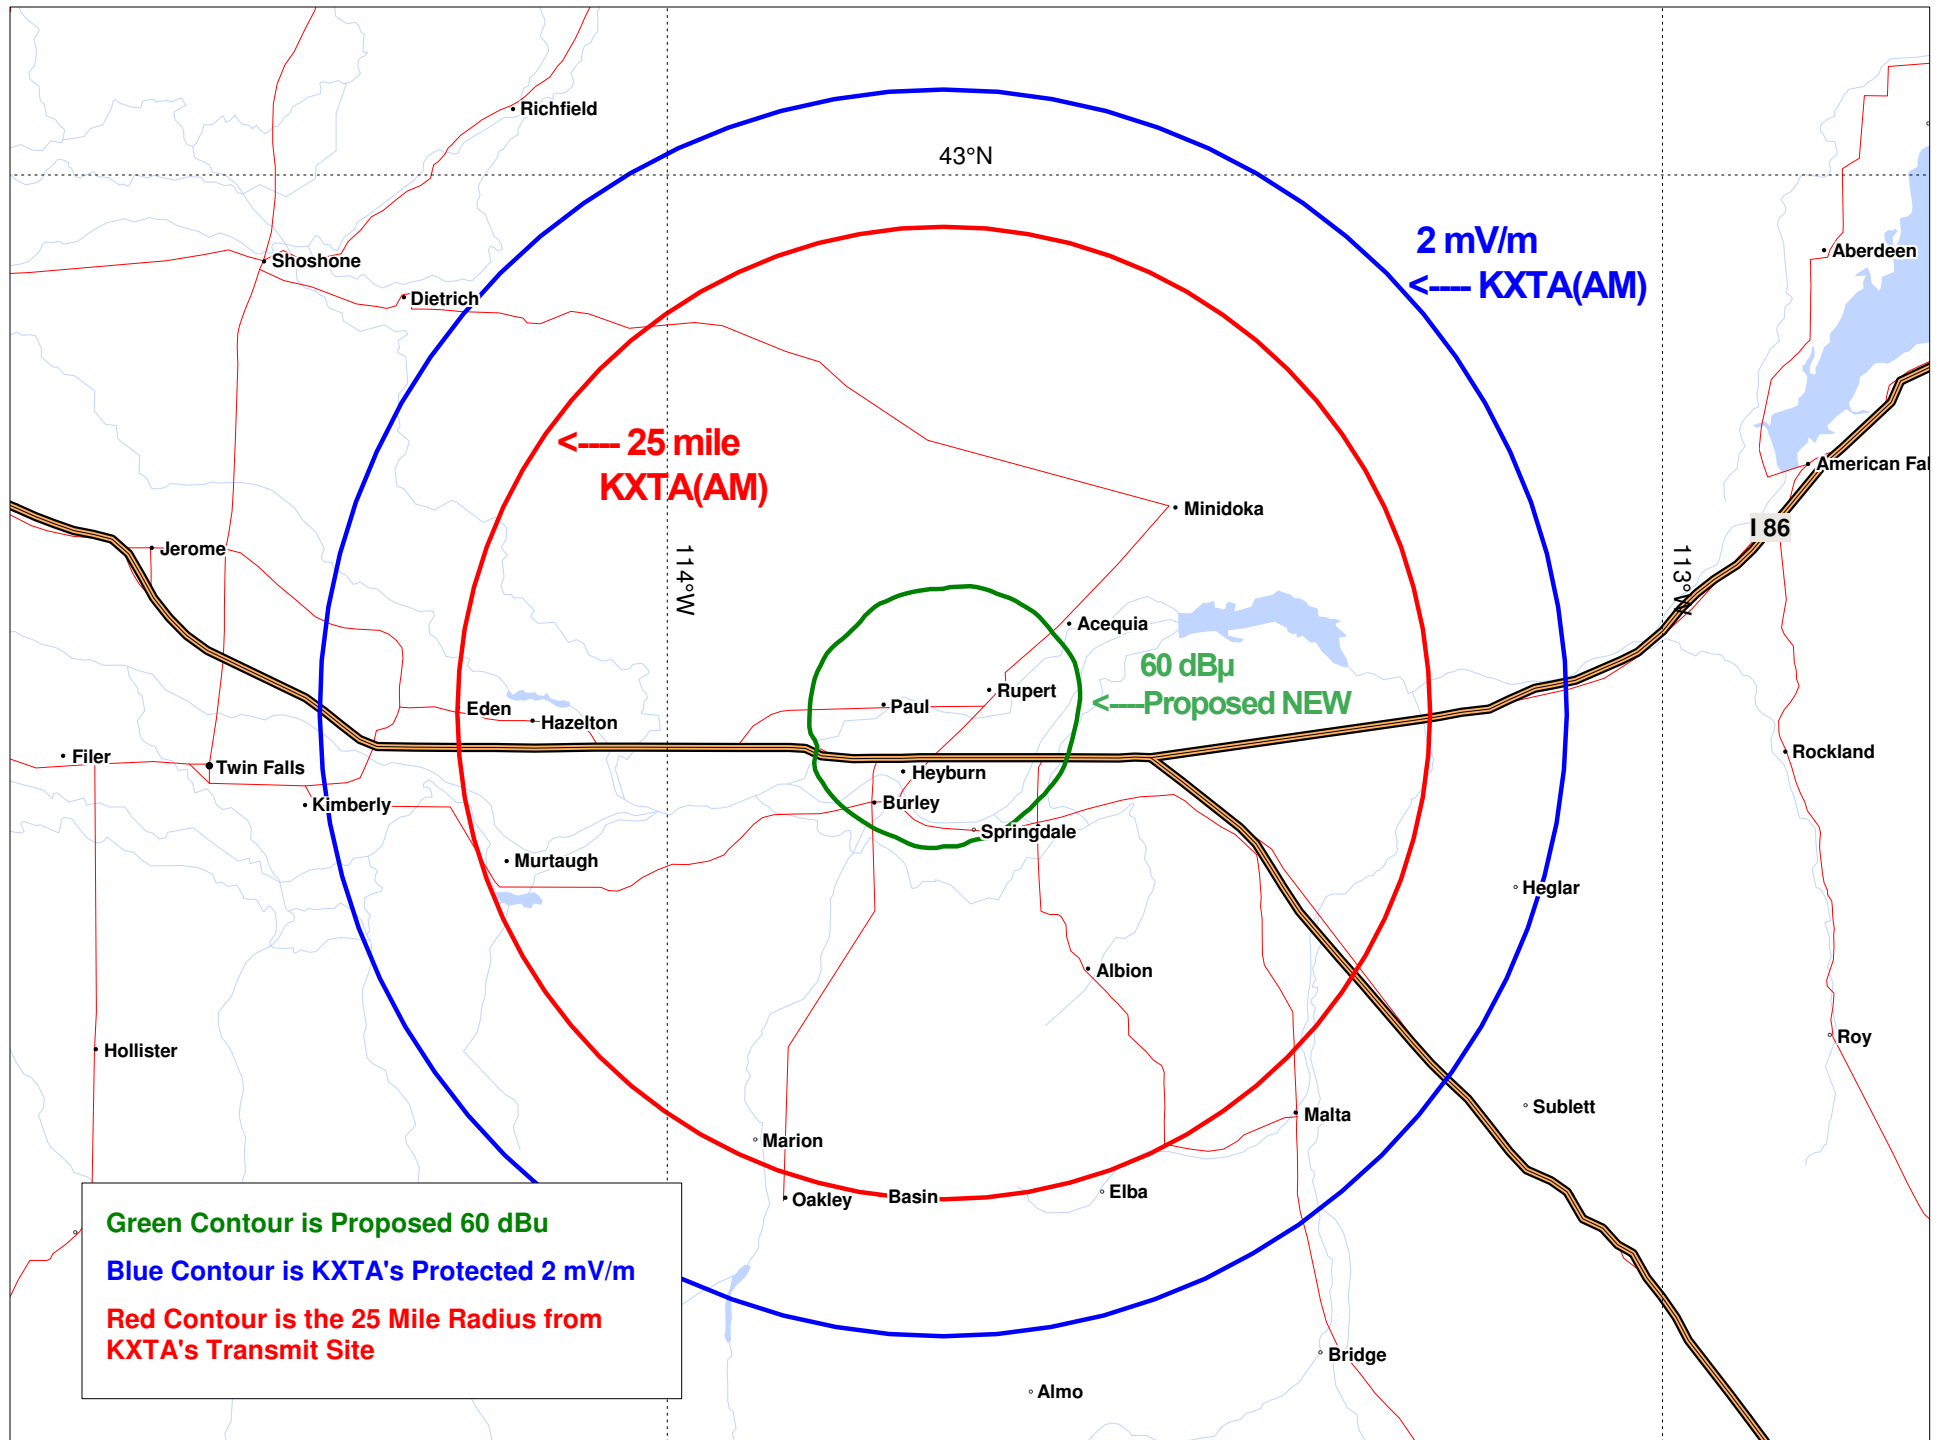 Richfield
43°N
2 mV/m
<---- KXTA(AM)
Aberdeen
Shoshone
Dietrich
<---- 25 mile
KXTA(AM)
American Fal
Minidoka
I 86
Jerome
114°W
113°W
Acequia
60 dBµ
<----Proposed NEW
Rupert
Paul
Eden
Hazelton
Rockland
Filer
Twin Falls
Heyburn
Kimberly
Burley
Springdale
Murtaugh
Heglar
Albion
Hollister
Roy
Sublett
Malta
Marion
Elba
Oakley
Basin
Green Contour is Proposed 60 dBu
Blue Contour is KXTA's Protected 2 mV/m
Red Contour is the 25 Mile Radius from
KXTA's Transmit Site
Bridge
Almo